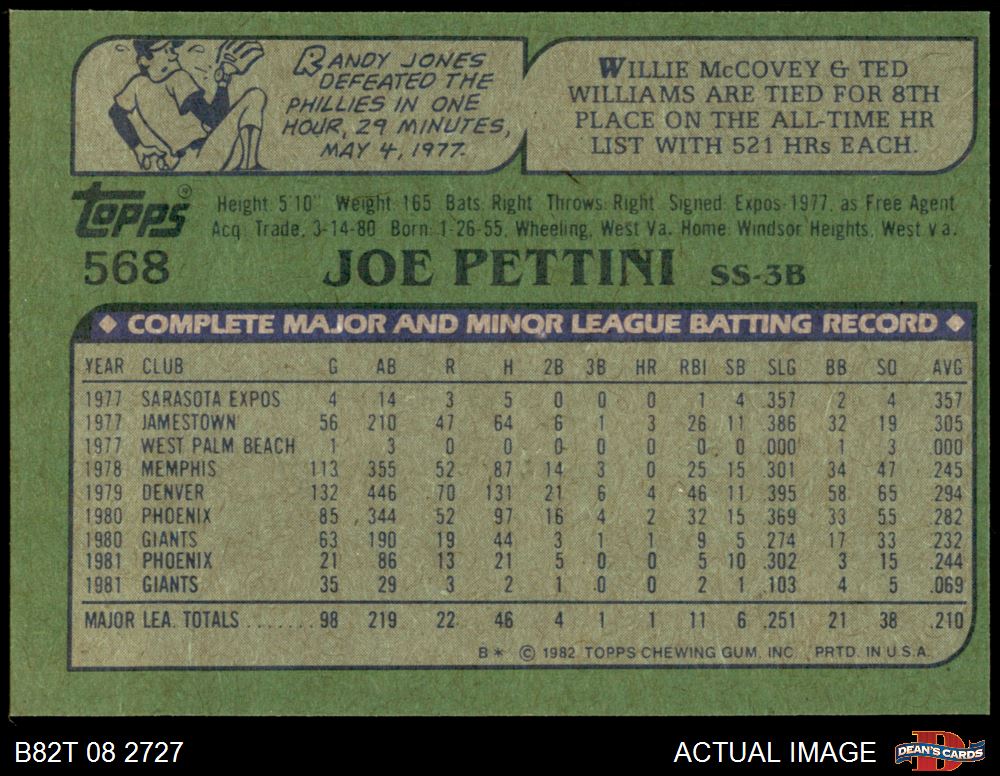 RANDY JONES
DEFEATED THE
PHILLIES IN ONE
HOUR, 29 MINUTES,
MAY 4, 1977.
WILLIE McCOVEY & TED
WILLIAMS ARE TIED FOR 8TH
PLACE ON THE ALL-TIME HR
LIST WITH 521 HRs EACH.
TOPPS®
568
Height: 5'10" Weight: 165 Bats: Right Throws: Right Signed: Expos-1977, as Free Agent
Acq: Trade, 3-14-80 Born: 1-26-55, Wheeling, West Va. Home: Windsor Heights, West Va.
JOE PETTINI SS-3B
COMPLETE MAJOR AND MINOR LEAGUE BATTING RECORD
YEAR CLUB G AB R H 2B 3B HR RBI SB SLG BB SO AVG
1977 SARASOTA EXPOS 4 14 3 5 0 0 0 1 4 .357 2 4 .357
1977 JAMESTOWN 56 210 47 64 6 1 3 26 11 .386 32 19 .305
1977 WEST PALM BEACH 1 3 0 0 0 0 0 0 0 .000 1 3 .000
1978 MEMPHIS 113 355 52 87 14 3 0 25 15 .301 34 47 .245
1979 DENVER 132 446 70 131 21 6 4 46 11 .395 58 65 .294
1980 PHOENIX 85 344 52 97 16 4 2 32 15 .369 33 55 .282
1980 GIANTS 63 190 19 44 3 1 1 9 5 .274 17 33 .232
1981 PHOENIX 21 86 13 21 5 0 0 5 10 .302 3 15 .244
1981 GIANTS 35 29 3 2 1 0 0 2 1 .103 4 5 .069
MAJOR LEA. TOTALS ....... 98 219 22 46 4 1 1 11 6 .251 21 38 .210
B* © 1982 TOPPS CHEWING GUM, INC. PRTD. IN U.S.A.
B82T 08 2727
ACTUAL IMAGE
DEAN'S CARDS